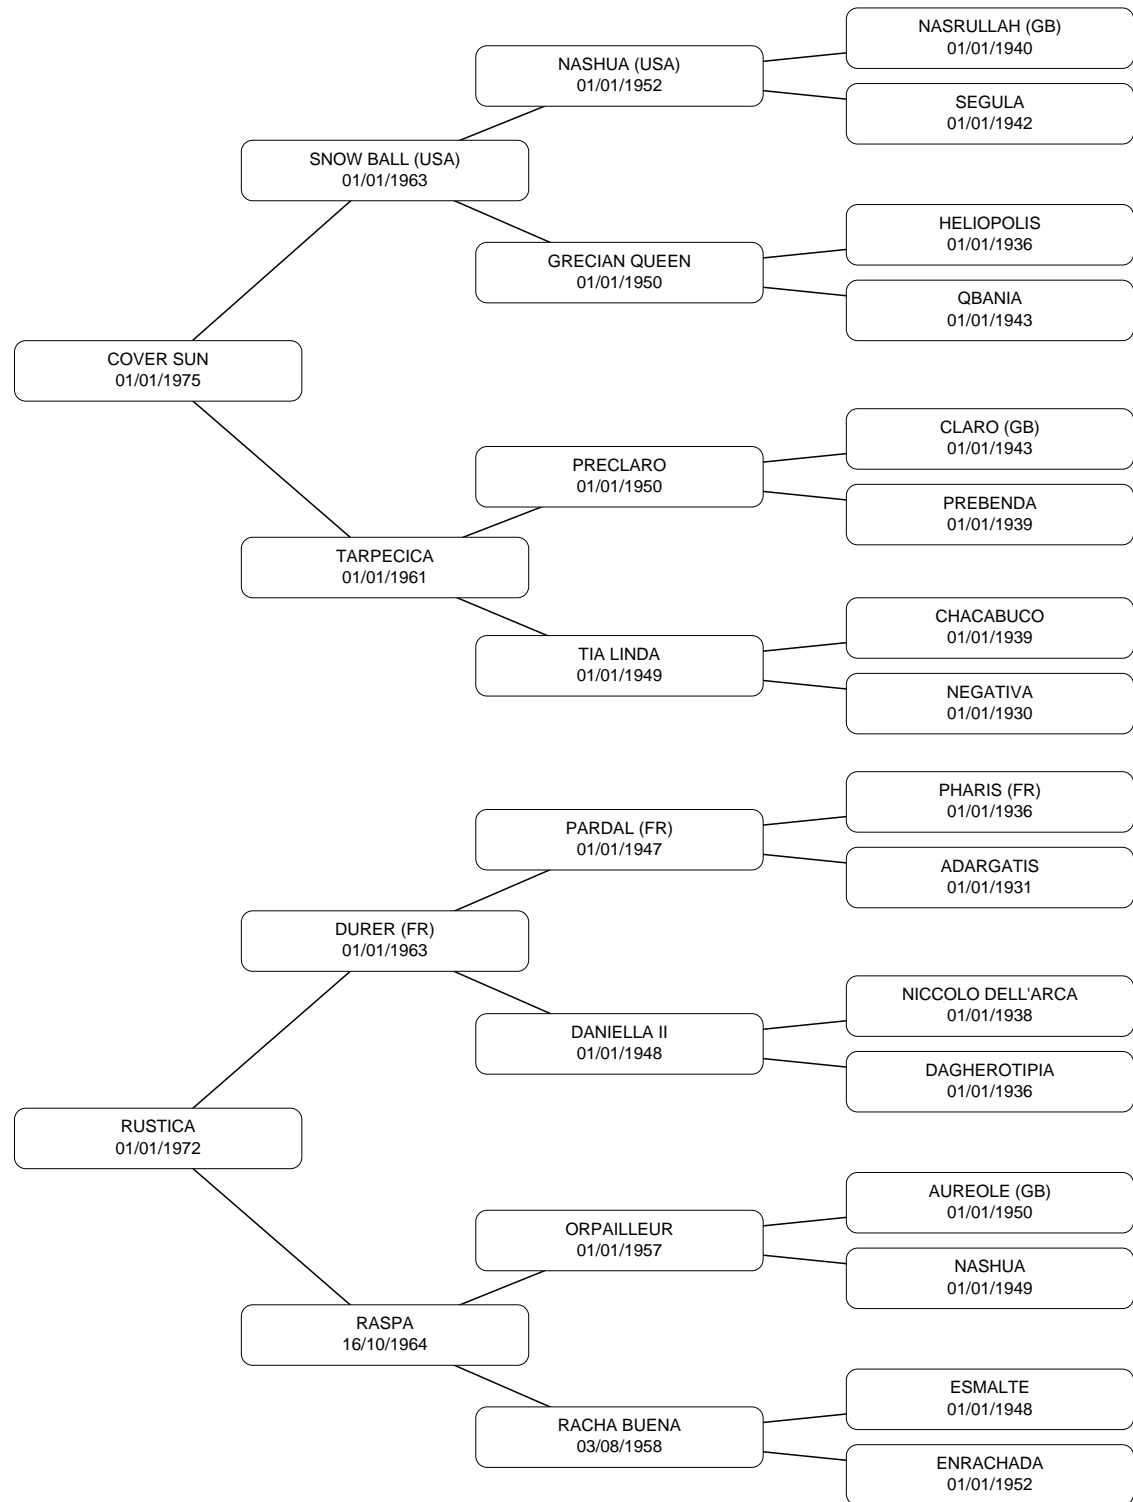 NASRULLAH (GB)
01/01/1940
NASHUA (USA)
01/01/1952
SEGULA
01/01/1942
SNOW BALL (USA)
01/01/1963
HELIOPOLIS
01/01/1936
GRECIAN QUEEN
01/01/1950
QBANIA
01/01/1943
COVER SUN
01/01/1975
CLARO (GB)
01/01/1943
PRECLARO
01/01/1950
PREBENDA
01/01/1939
TARPECICA
01/01/1961
CHACABUCO
01/01/1939
TIA LINDA
01/01/1949
NEGATIVA
01/01/1930
PHARIS (FR)
01/01/1936
PARDAL (FR)
01/01/1947
ADARGATIS
01/01/1931
DURER (FR)
01/01/1963
NICCOLO DELL'ARCA
01/01/1938
DANIELLA II
01/01/1948
DAGHEROTIPIA
01/01/1936
RUSTICA
01/01/1972
AUREOLE (GB)
01/01/1950
ORPAILLEUR
01/01/1957
NASHUA
01/01/1949
RASPA
16/10/1964
ESMALTE
01/01/1948
RACHA BUENA
03/08/1958
ENRACHADA
01/01/1952